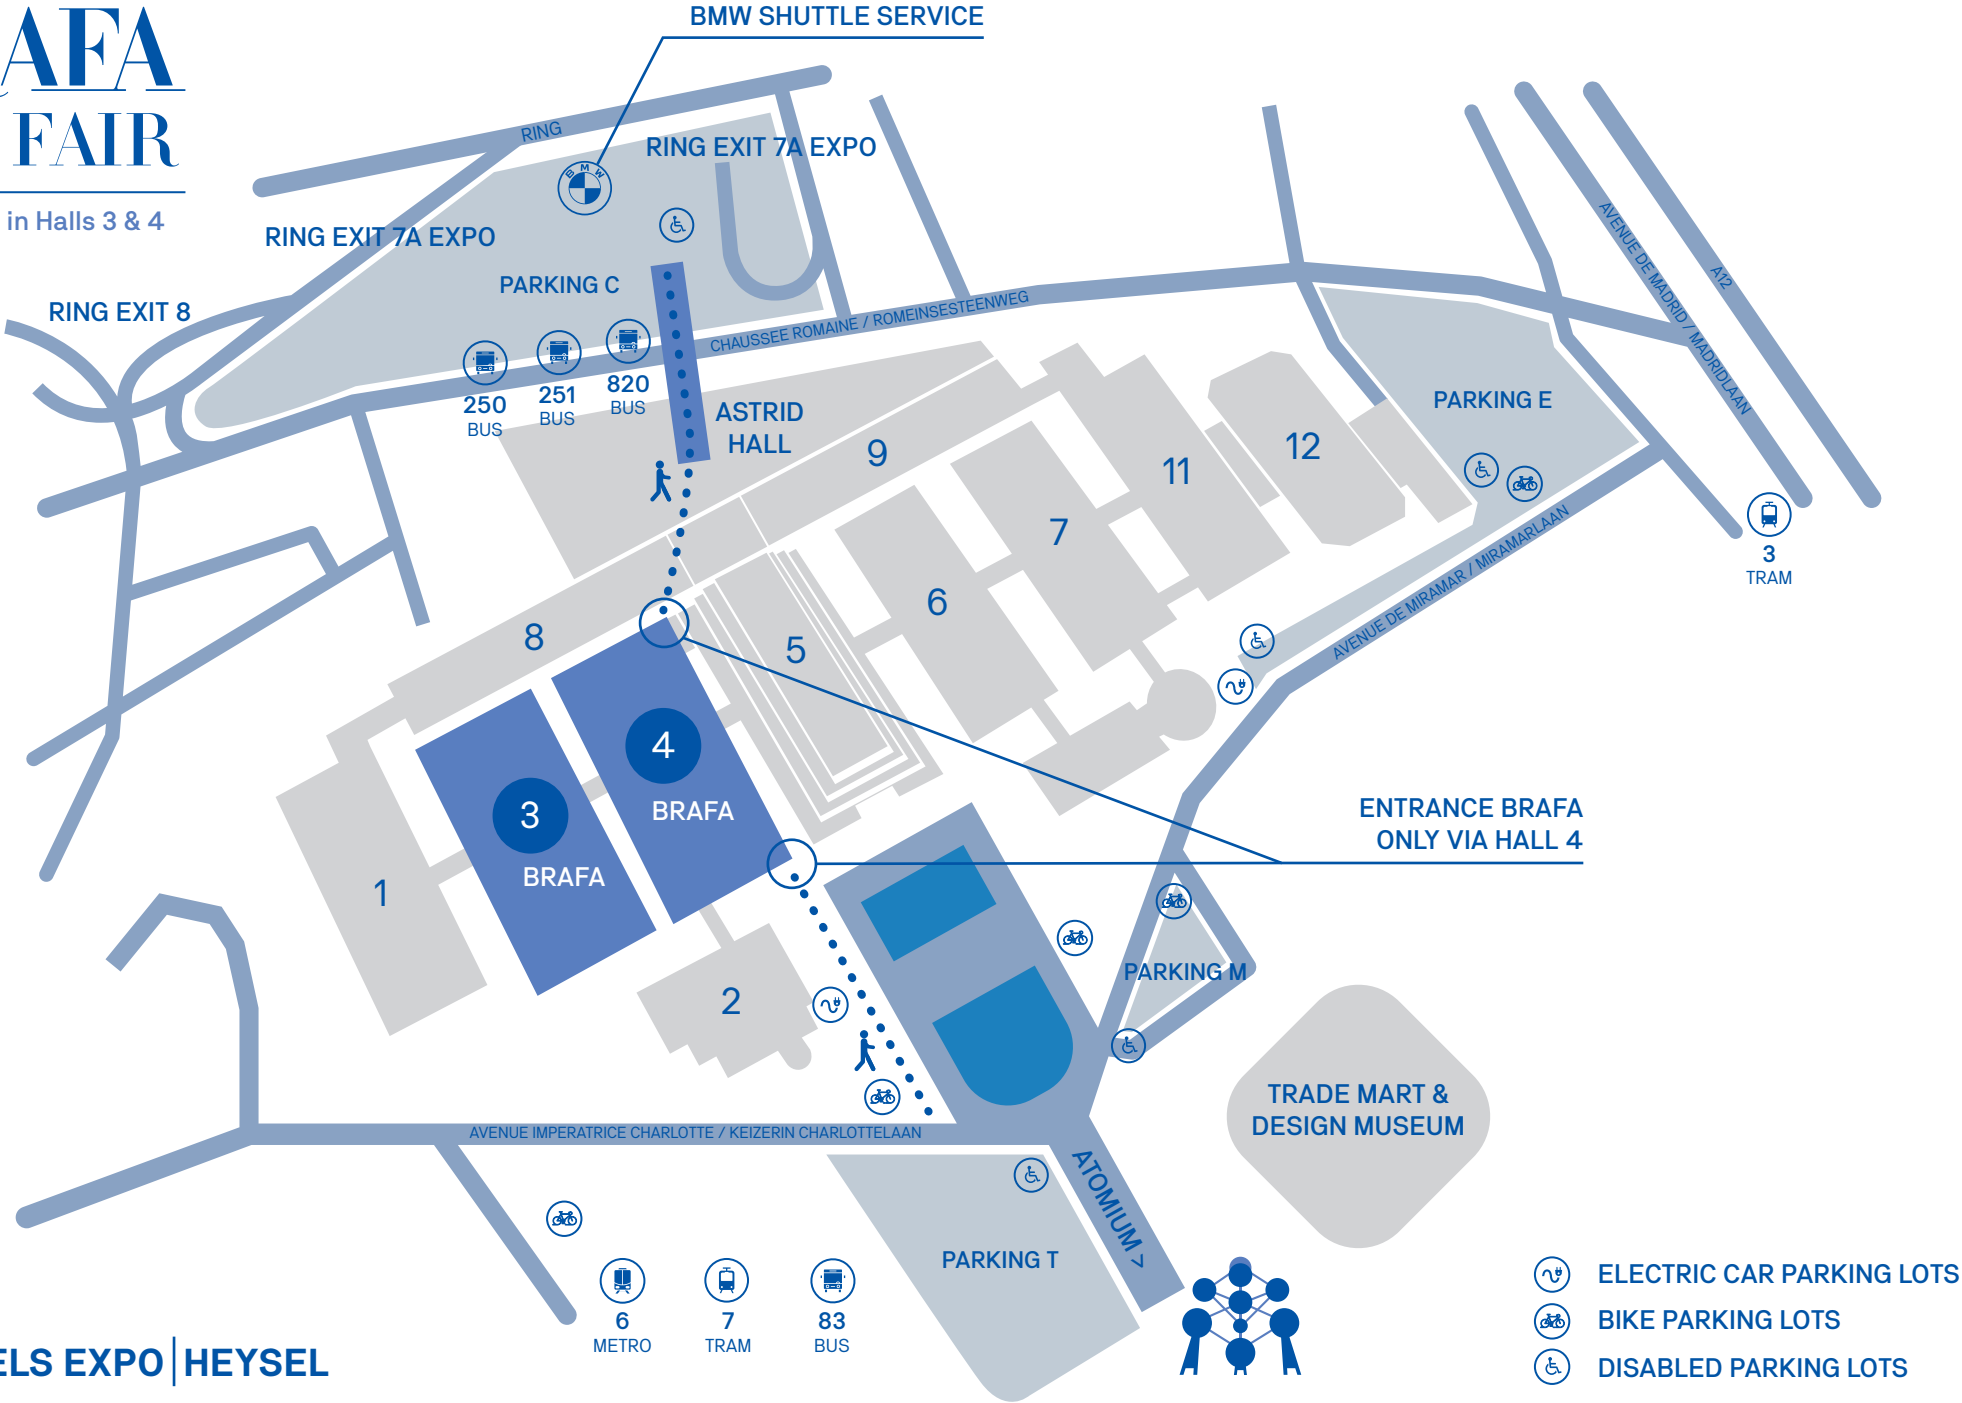 AFA
FAIR
in Halls 3 & 4
BMW SHUTTLE SERVICE
RING
BMW
RING EXIT 7A EXPO
RING EXIT 7A EXPO
PARKING C
RING EXIT 8
CHAUSSEE ROMAINE / ROMEINSESTEENWEG
AVENUE DE MADRID / MADRIDLAAN
A12
250
BUS
251
BUS
820
BUS
ASTRID
HALL
PARKING E
9
11
12
7
6
5
8
3
TRAM
AVENUE DE MIRAMAR / MIRAMARLAAN
4
BRAFA
3
BRAFA
1
2
ENTRANCE BRAFA
ONLY VIA HALL 4
PARKING M
TRADE MART &
DESIGN MUSEUM
AVENUE IMPERATRICE CHARLOTTE / KEIZERIN CHARLOTTELAAN
ATOMIUM >
PARKING T
6
METRO
7
TRAM
83
BUS
ELS EXPO | HEYSEL
ELECTRIC CAR PARKING LOTS
BIKE PARKING LOTS
DISABLED PARKING LOTS